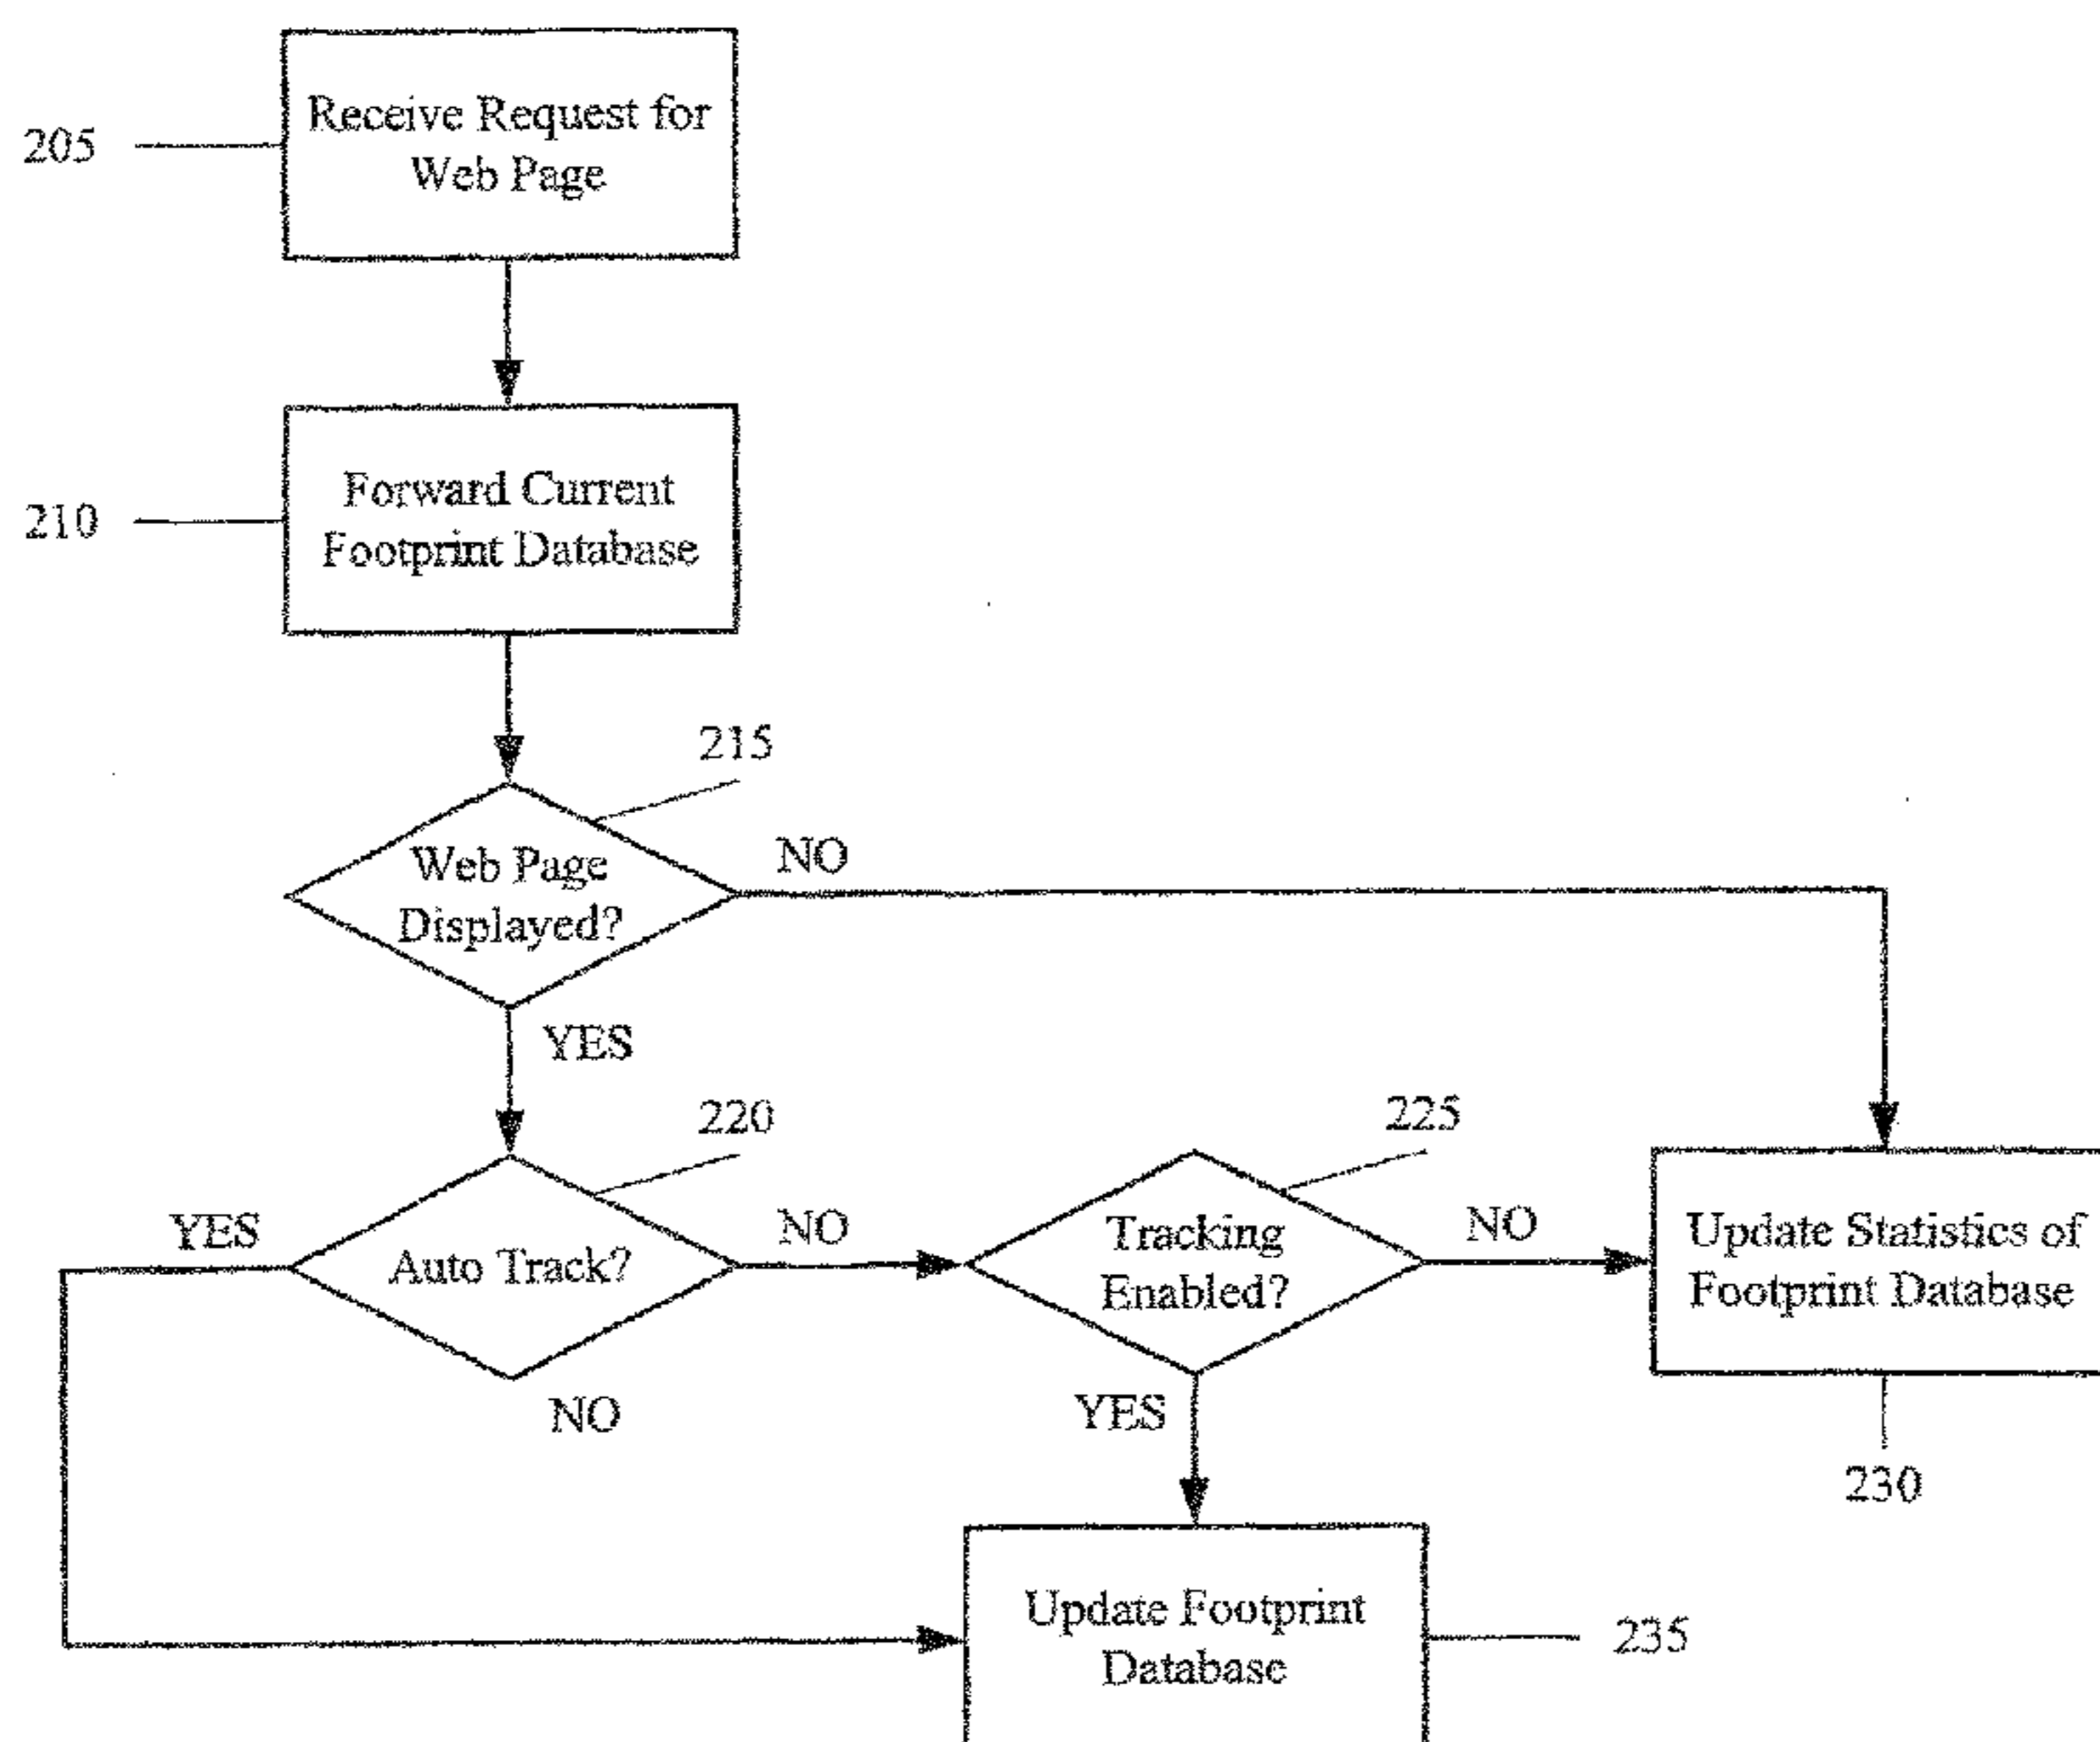 205
Receive Request for
Web Page
210
Forward Current
Footprint Database
215
Web Page
Displayed?
NO
YES
220
225
YES
Auto Track?
NO
Tracking
Enabled?
NO
Update Statistics of
Footprint Database
NO
YES
230
Update Footprint
Database
235